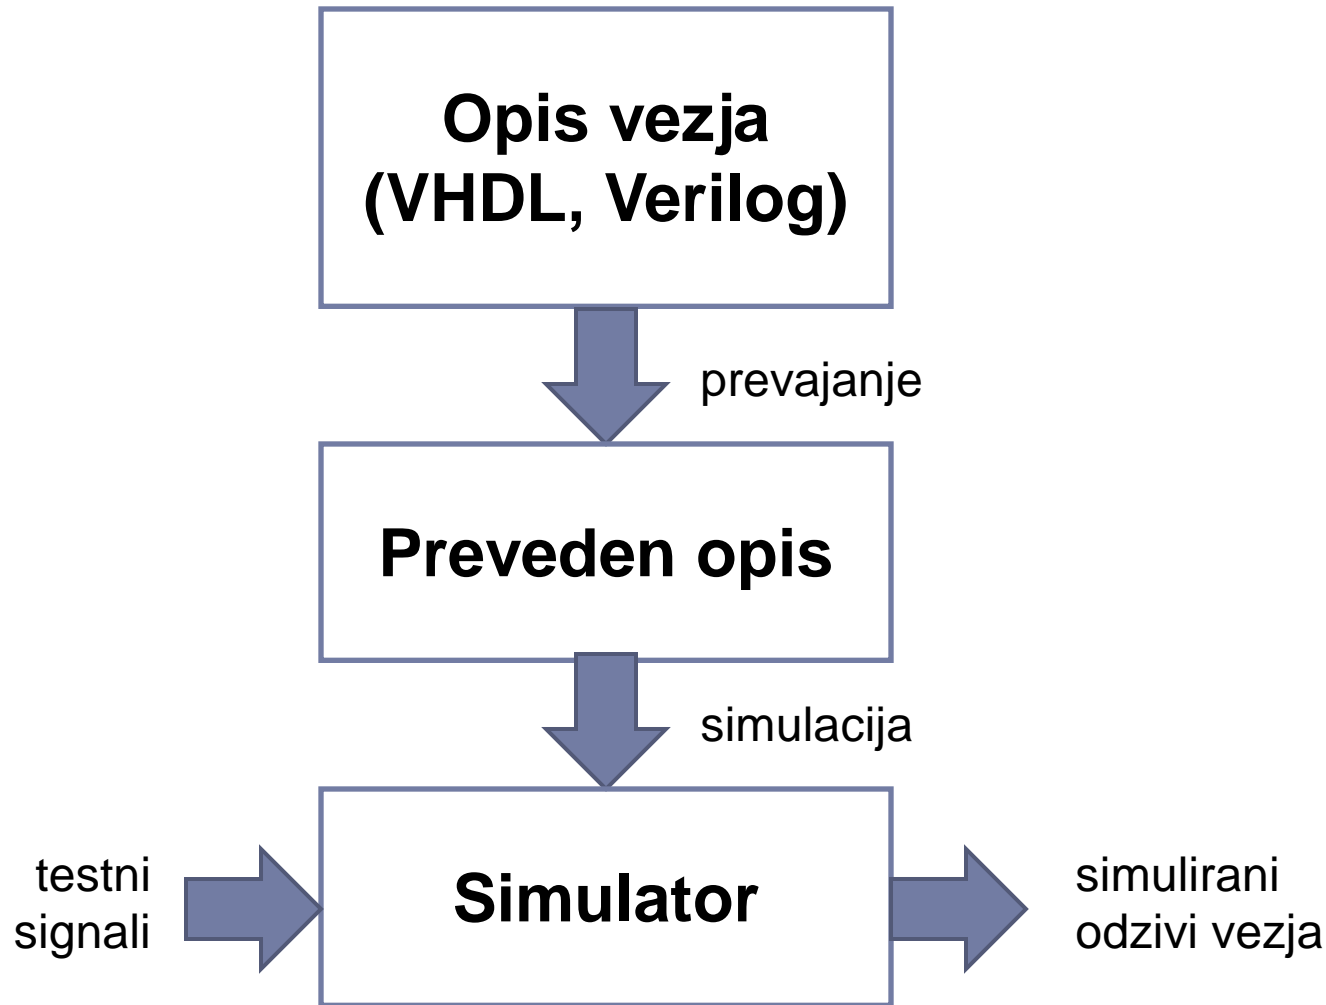 Opis vezja
(VHDL, Verilog)
prevajanje
Preveden opis
simulacija
testni
signali
Simulator
simulirani
odzivi vezja